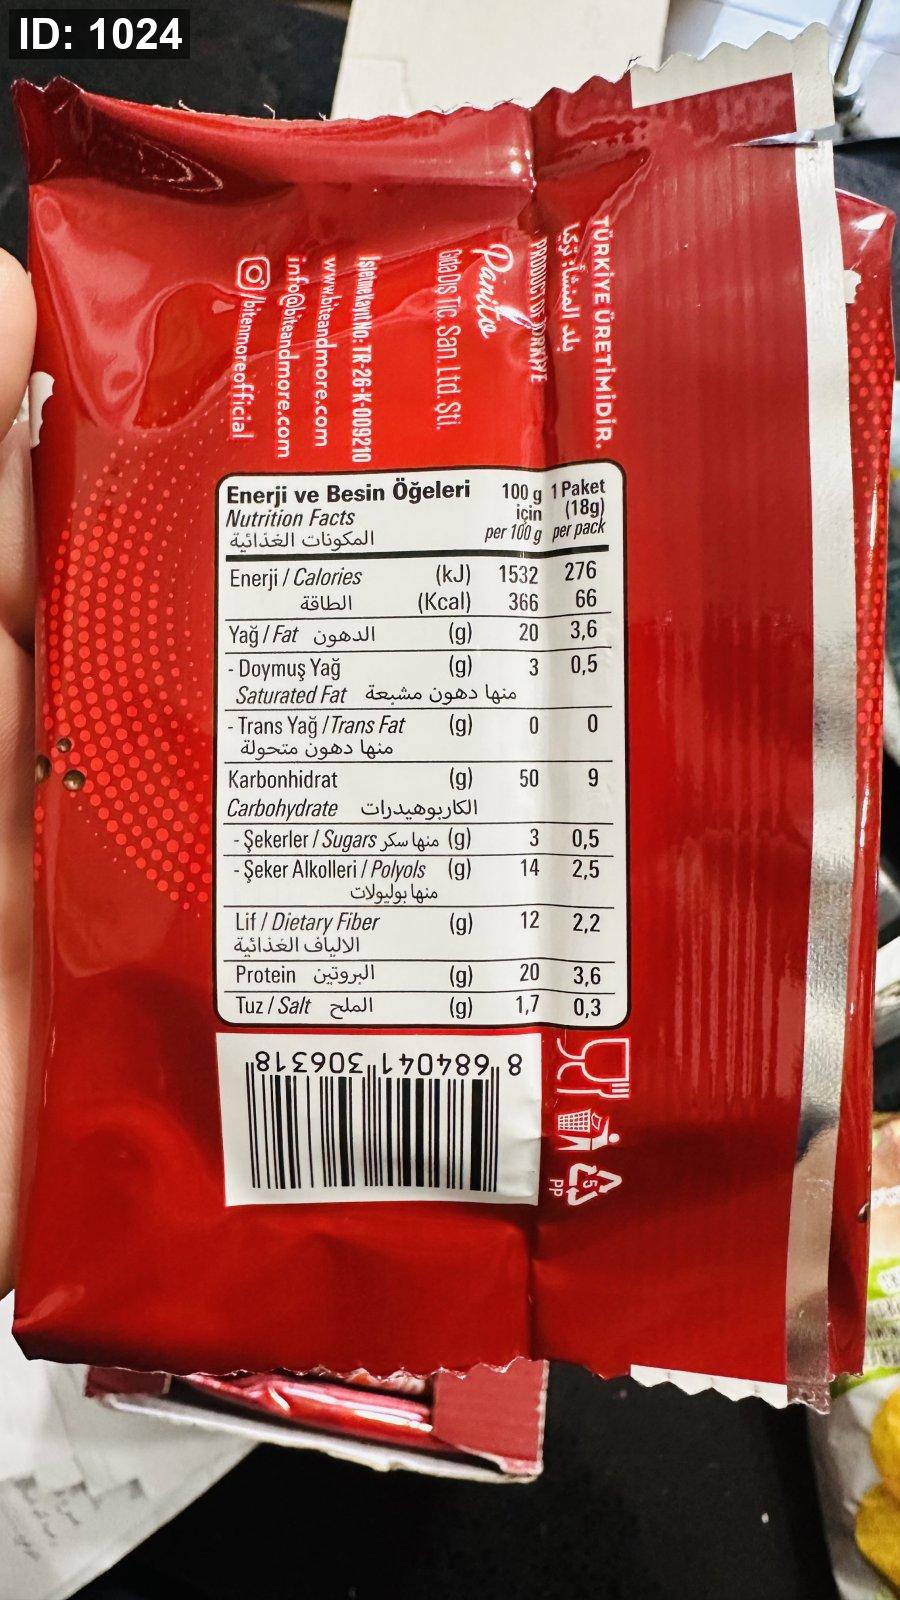 ID: 1024
TÜRKİYE ÜRETİMİDİR.
بلد المنشأ: تركيا
PRODUCT OF TÜRKİYE
Panito
Gıda Dış Tic. San. Ltd. Şti.
İşletme Kayıt No: TR-26-K-009210
www.biteandmore.com
info@biteandmore.com
/bitenmoreofficial
Enerji ve Besin Öğeleri 100 g 1 Paket
Nutrition Facts için (18g)
المكونات الغذائية per 100 g per pack
Enerji / Calories (kJ) 1532 276
الطاقة (Kcal) 366 66
Yağ / Fat الدهون (g) 20 3,6
- Doymuş Yağ (g) 3 0,5
Saturated Fat منها دهون مشبعة
- Trans Yağ / Trans Fat (g) 0 0
منها دهون متحولة
Karbonhidrat (g) 50 9
Carbohydrate الكاربوهيدرات
- Şekerler / Sugars منها سكر (g) 3 0,5
- Şeker Alkolleri / Polyols (g) 14 2,5
منها بوليولات
Lif / Dietary Fiber (g) 12 2,2
الالياف الغذائية
Protein البروتين (g) 20 3,6
Tuz / Salt الملح (g) 1,7 0,3
8 684041 306318
5
PP